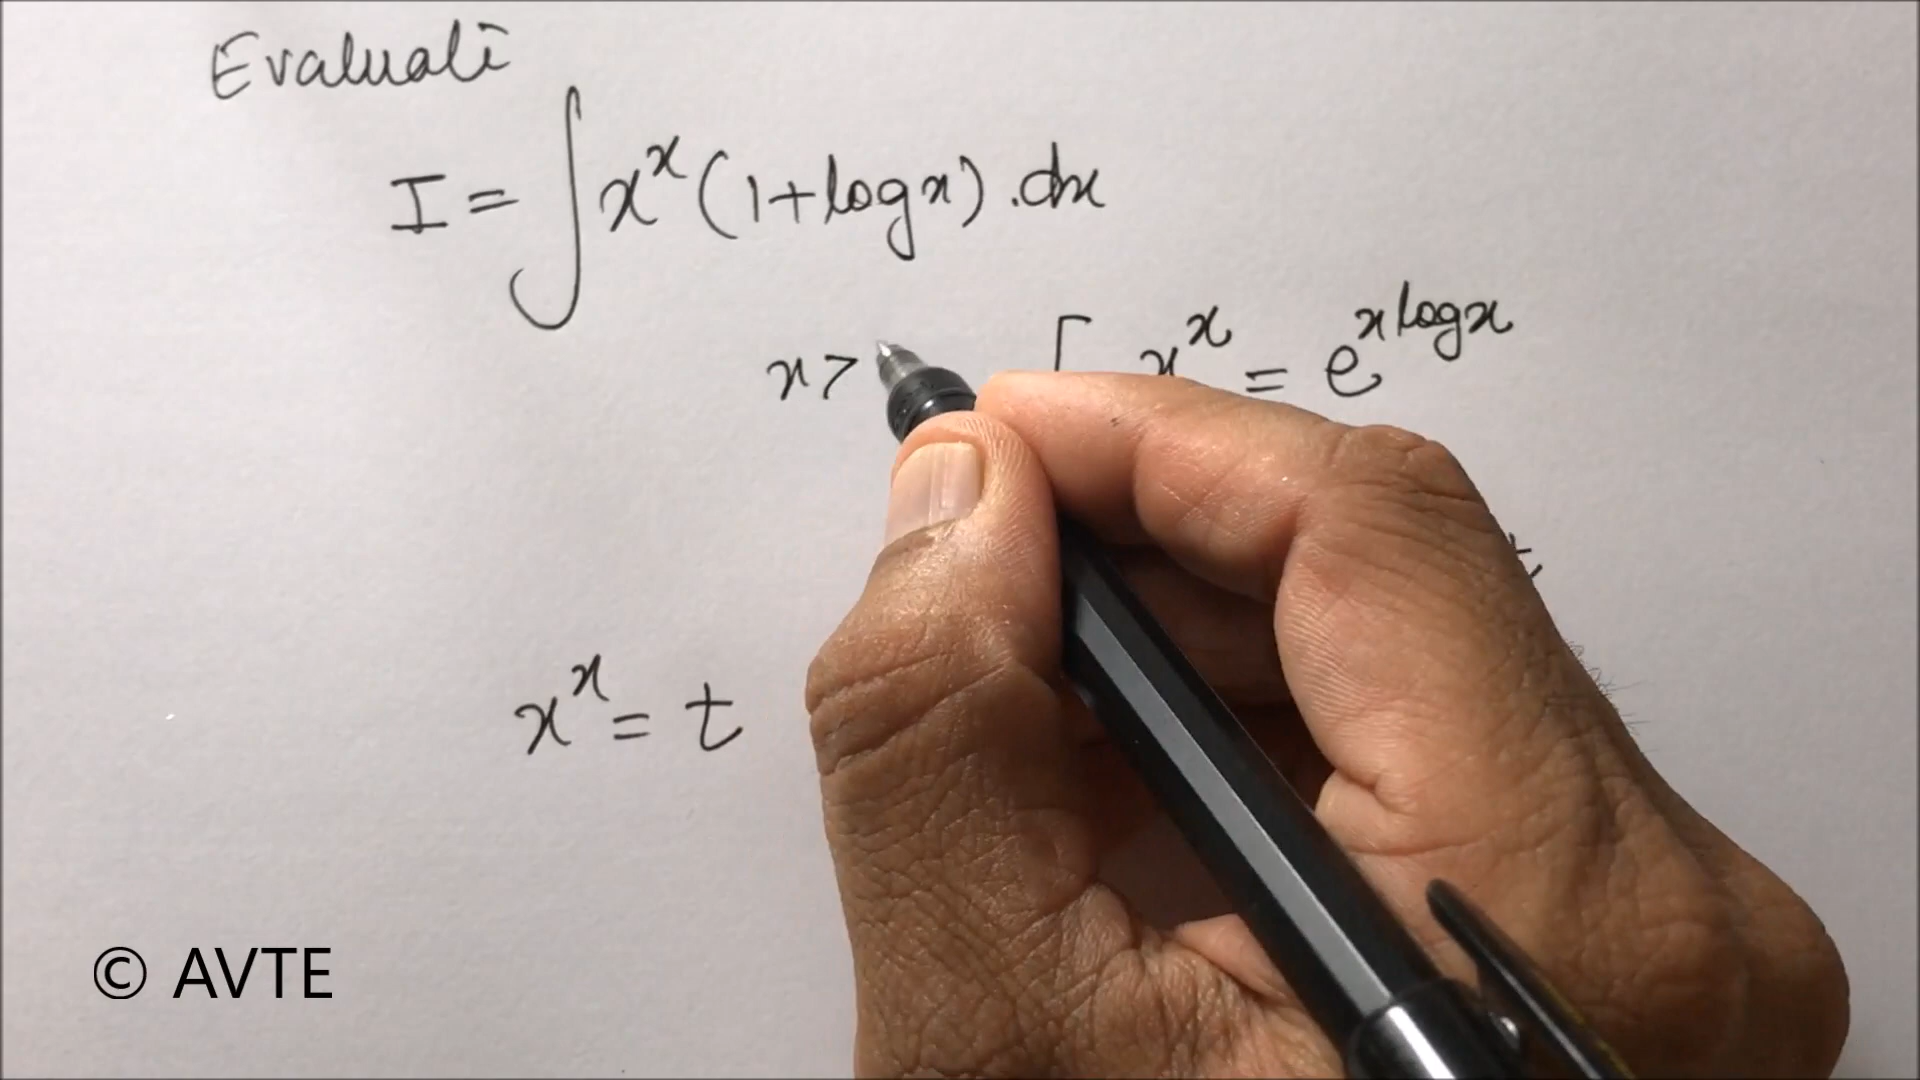 Evaluate
I = ∫ x^x (1+log x) .dx
x > [ x^x = e^{x log x}
x^x = t
© AVTE